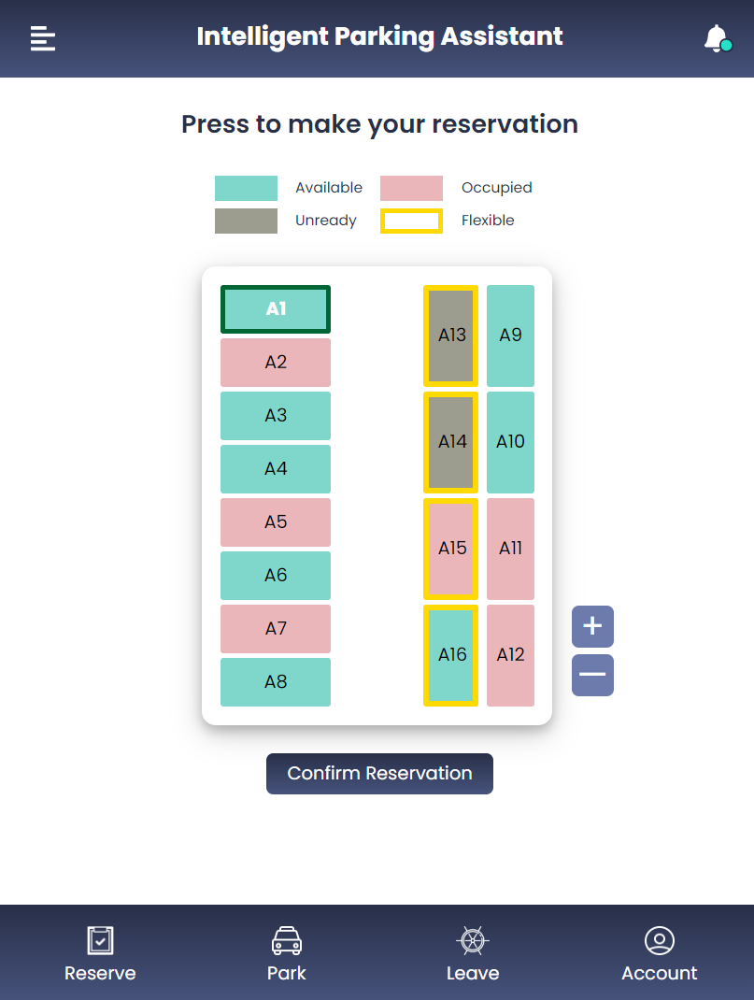 Intelligent Parking Assistant
Press to make your reservation
Available
Occupied
Unready
Flexible
A1
A2
A3
A4
A5
A6
A7
A8
A13
A9
A14
A10
A15
A11
A16
A12
+
—
Confirm Reservation
Reserve
Park
Leave
Account